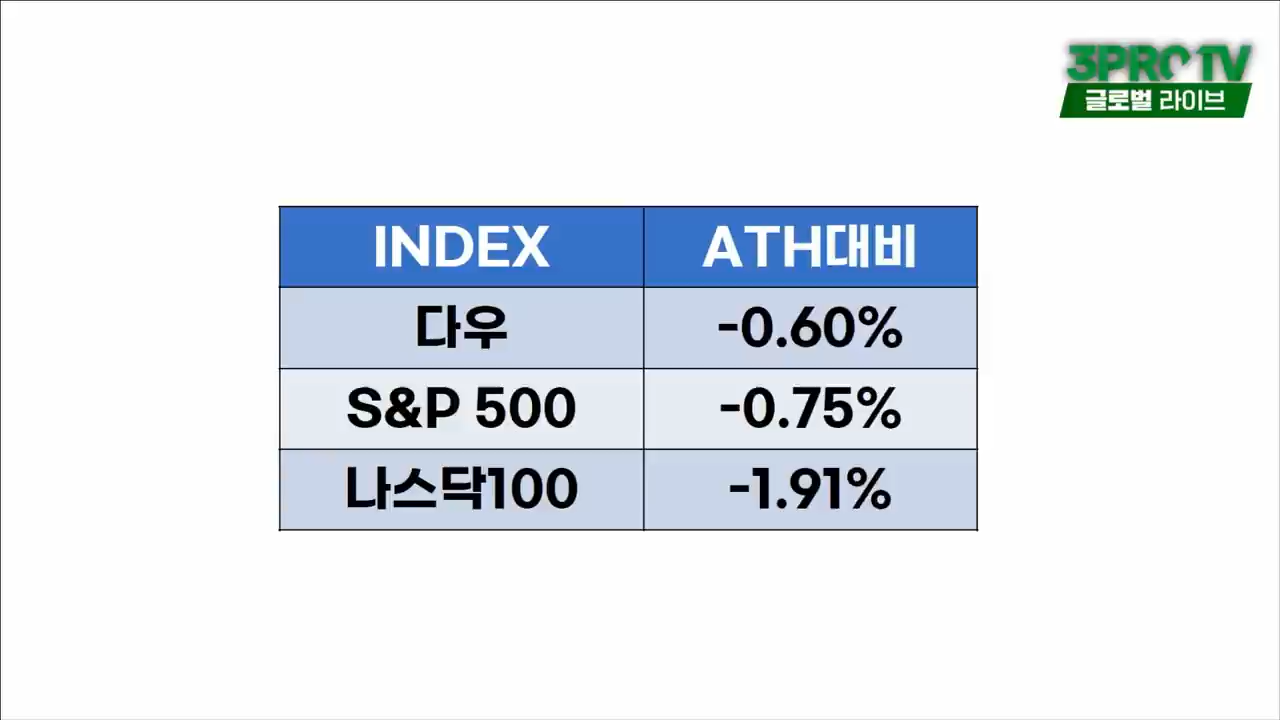 3PROTV
글로벌 라이브
INDEX ATH대비
다우 -0.60%
S&P 500 -0.75%
나스닥100 -1.91%